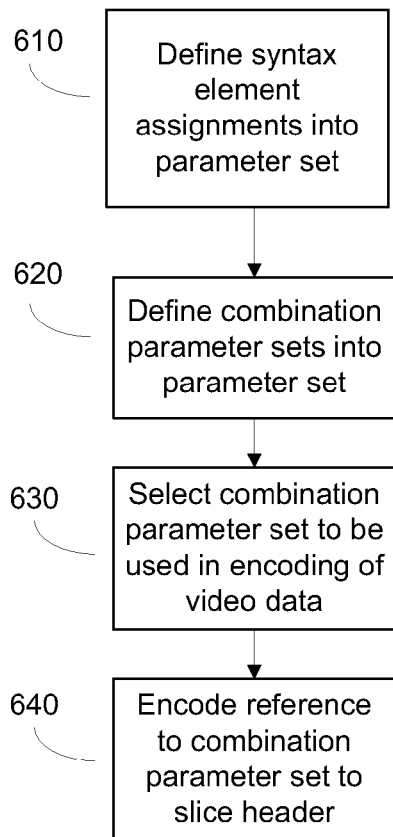 610
Define syntax
element
assignments into
parameter set
620
Define combination
parameter sets into
parameter set
630
Select combination
parameter set to be
used in encoding of
video data
640
Encode reference
to combination
parameter set to
slice header